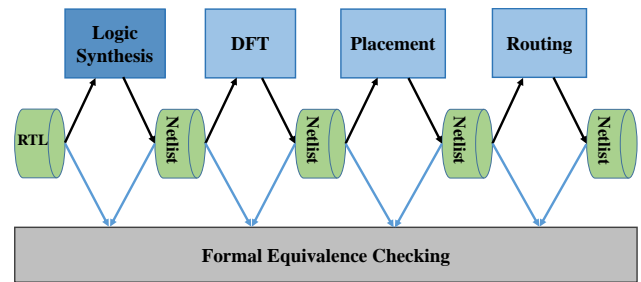 Logic
Synthesis
DFT
Placement
Routing
RTL
Netlist
Netlist
Netlist
Netlist
Formal Equivalence Checking